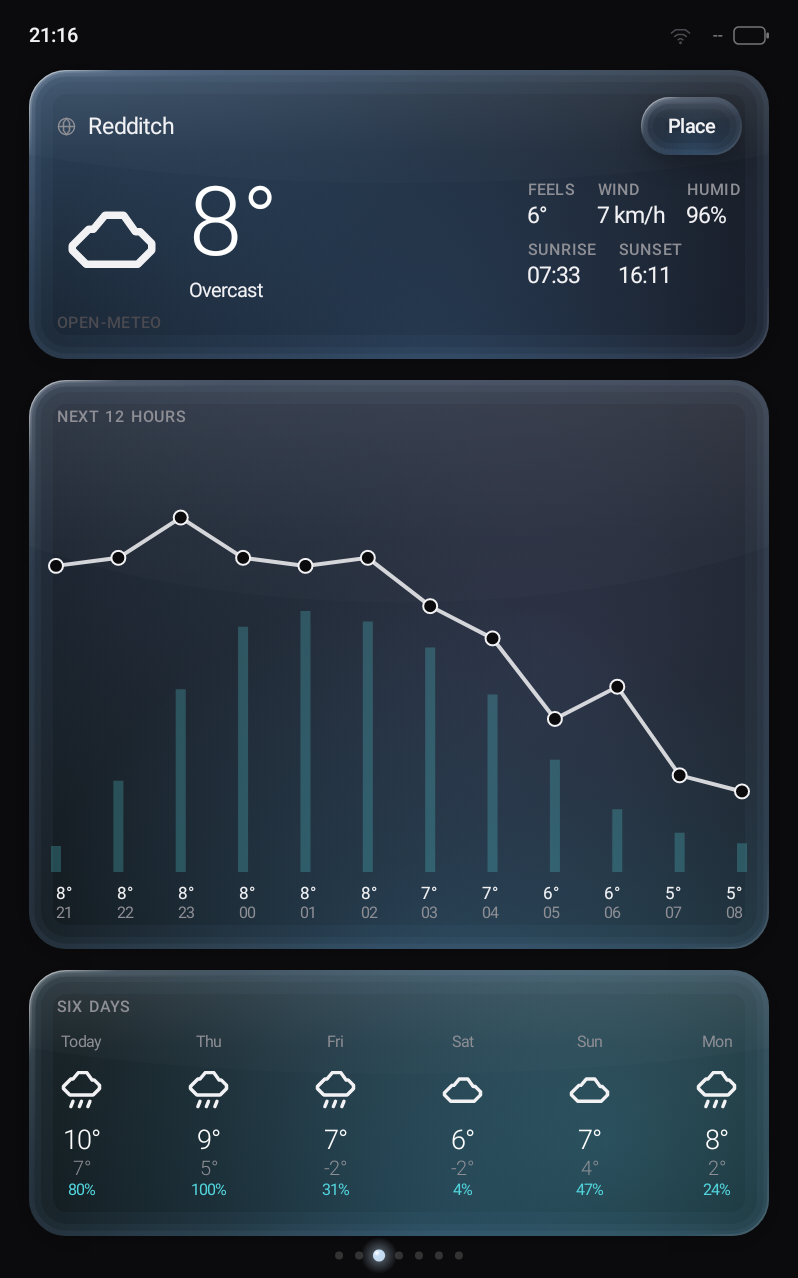 21:16 --
Redditch
Place
8°
Overcast
FEELS WIND HUMID
6° 7 km/h 96%
SUNRISE SUNSET
07:33 16:11
OPEN-METEO
NEXT 12 HOURS
8° 8° 8° 8° 8° 8° 7° 7° 6° 6° 5° 5°
21 22 23 00 01 02 03 04 05 06 07 08
SIX DAYS
Today Thu Fri Sat Sun Mon
10° 9° 7° 6° 7° 8°
7° 5° -2° -2° 4° 2°
80% 100% 31% 4% 47% 24%